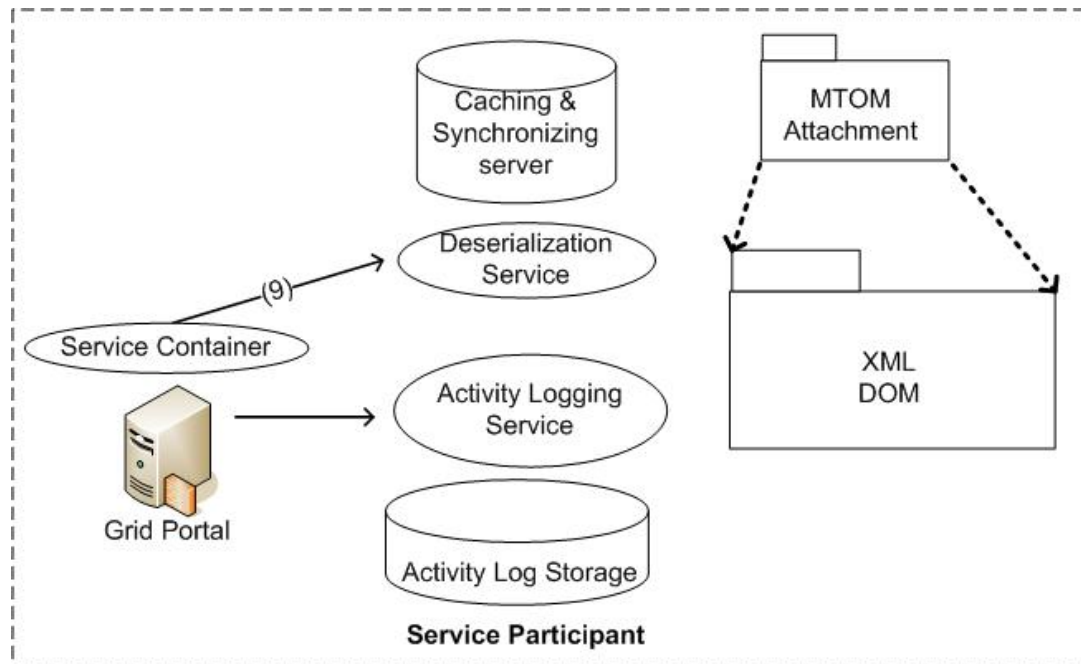 Caching &
Synchronizing
server
MTOM
Attachment
Deserialization
Service
(9)
Service Container
XML
DOM
Activity Logging
Service
Grid Portal
Activity Log Storage
Service Participant